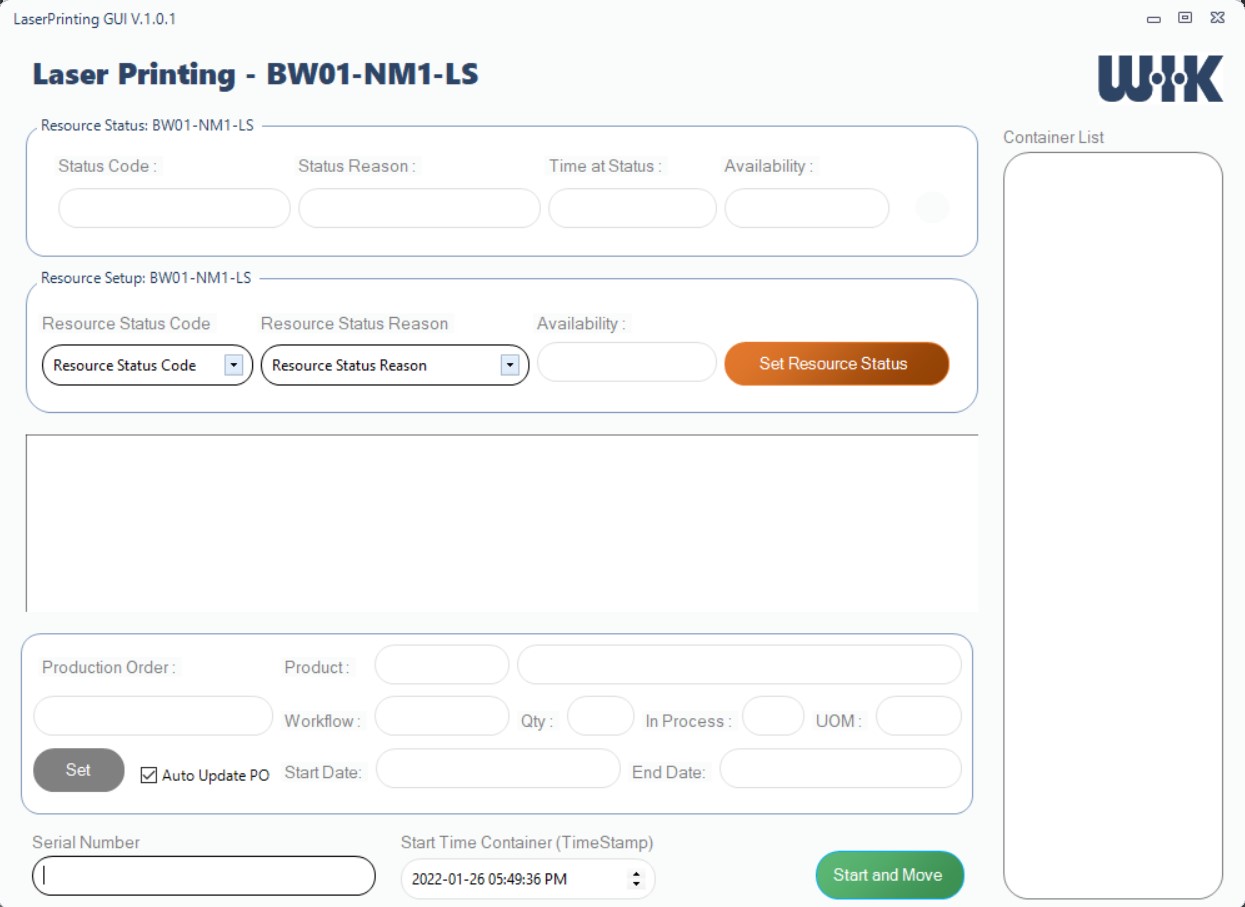 LaserPrinting GUI V.1.0.1
Laser Printing - BW01-NM1-LS
WIK
Resource Status: BW01-NM1-LS
Container List
Status Code :
Status Reason :
Time at Status :
Availability :
Resource Setup: BW01-NM1-LS
Resource Status Code
Resource Status Reason
Availability :
Resource Status Code
Resource Status Reason
Set Resource Status
Production Order :
Product :
Workflow :
Qty :
In Process :
UOM :
Set
Auto Update PO
Start Date:
End Date:
Serial Number
Start Time Container (TimeStamp)
2022-01-26 05:49:36 PM
Start and Move